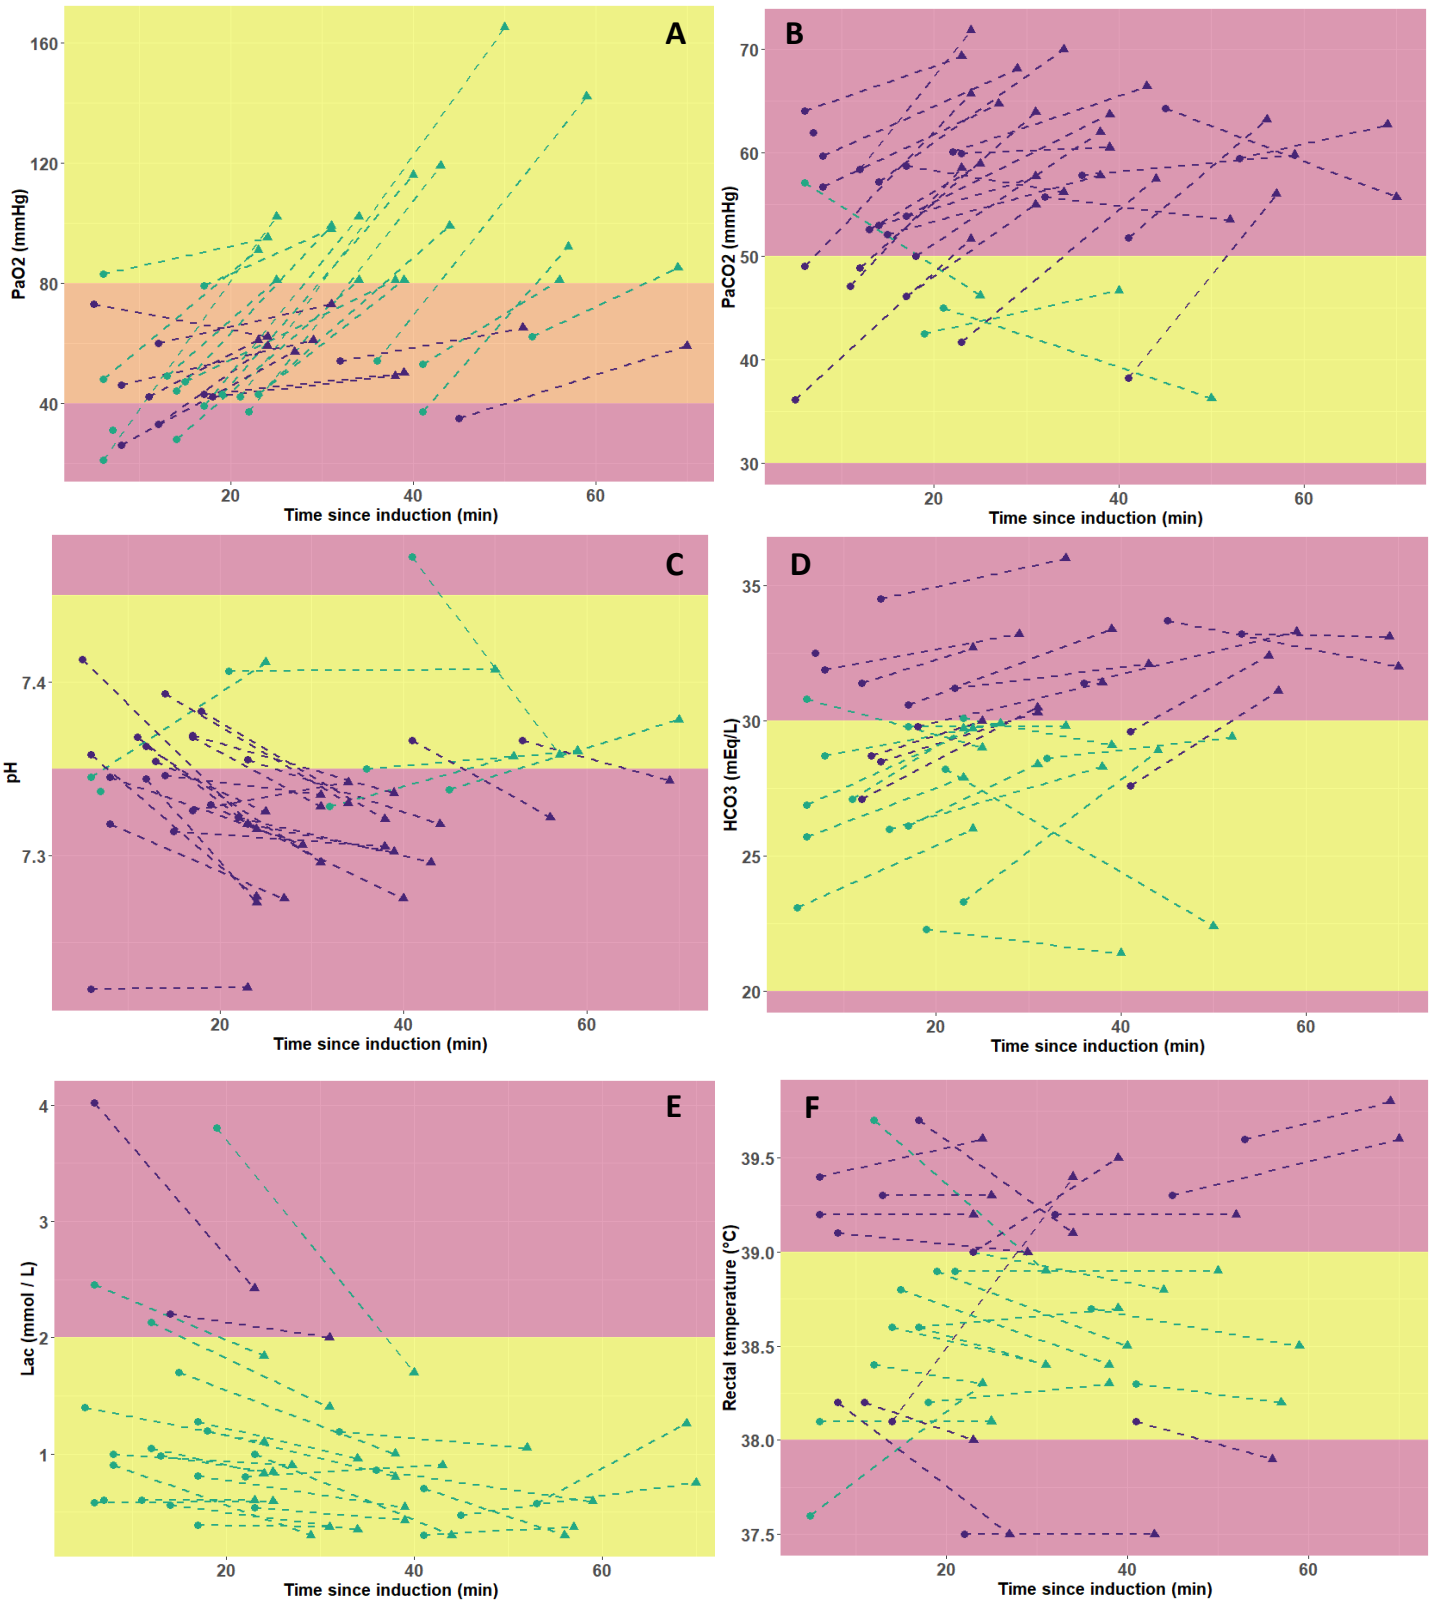 A
160
120
80
40
PaO2 (mmHg)
20 40 60
Time since induction (min)
B
70
60
50
40
30
PaCO2 (mmHg)
20 40 60
Time since induction (min)
C
7.4
7.3
pH
20 40 60
Time since induction (min)
D
35
30
25
20
HCO3 (mEq/L)
20 40 60
Time since induction (min)
E
4
3
2
1
Lac (mmol / L)
20 40 60
Time since induction (min)
F
39.5
39.0
38.5
38.0
37.5
Rectal temperature (°C)
20 40 60
Time since induction (min)